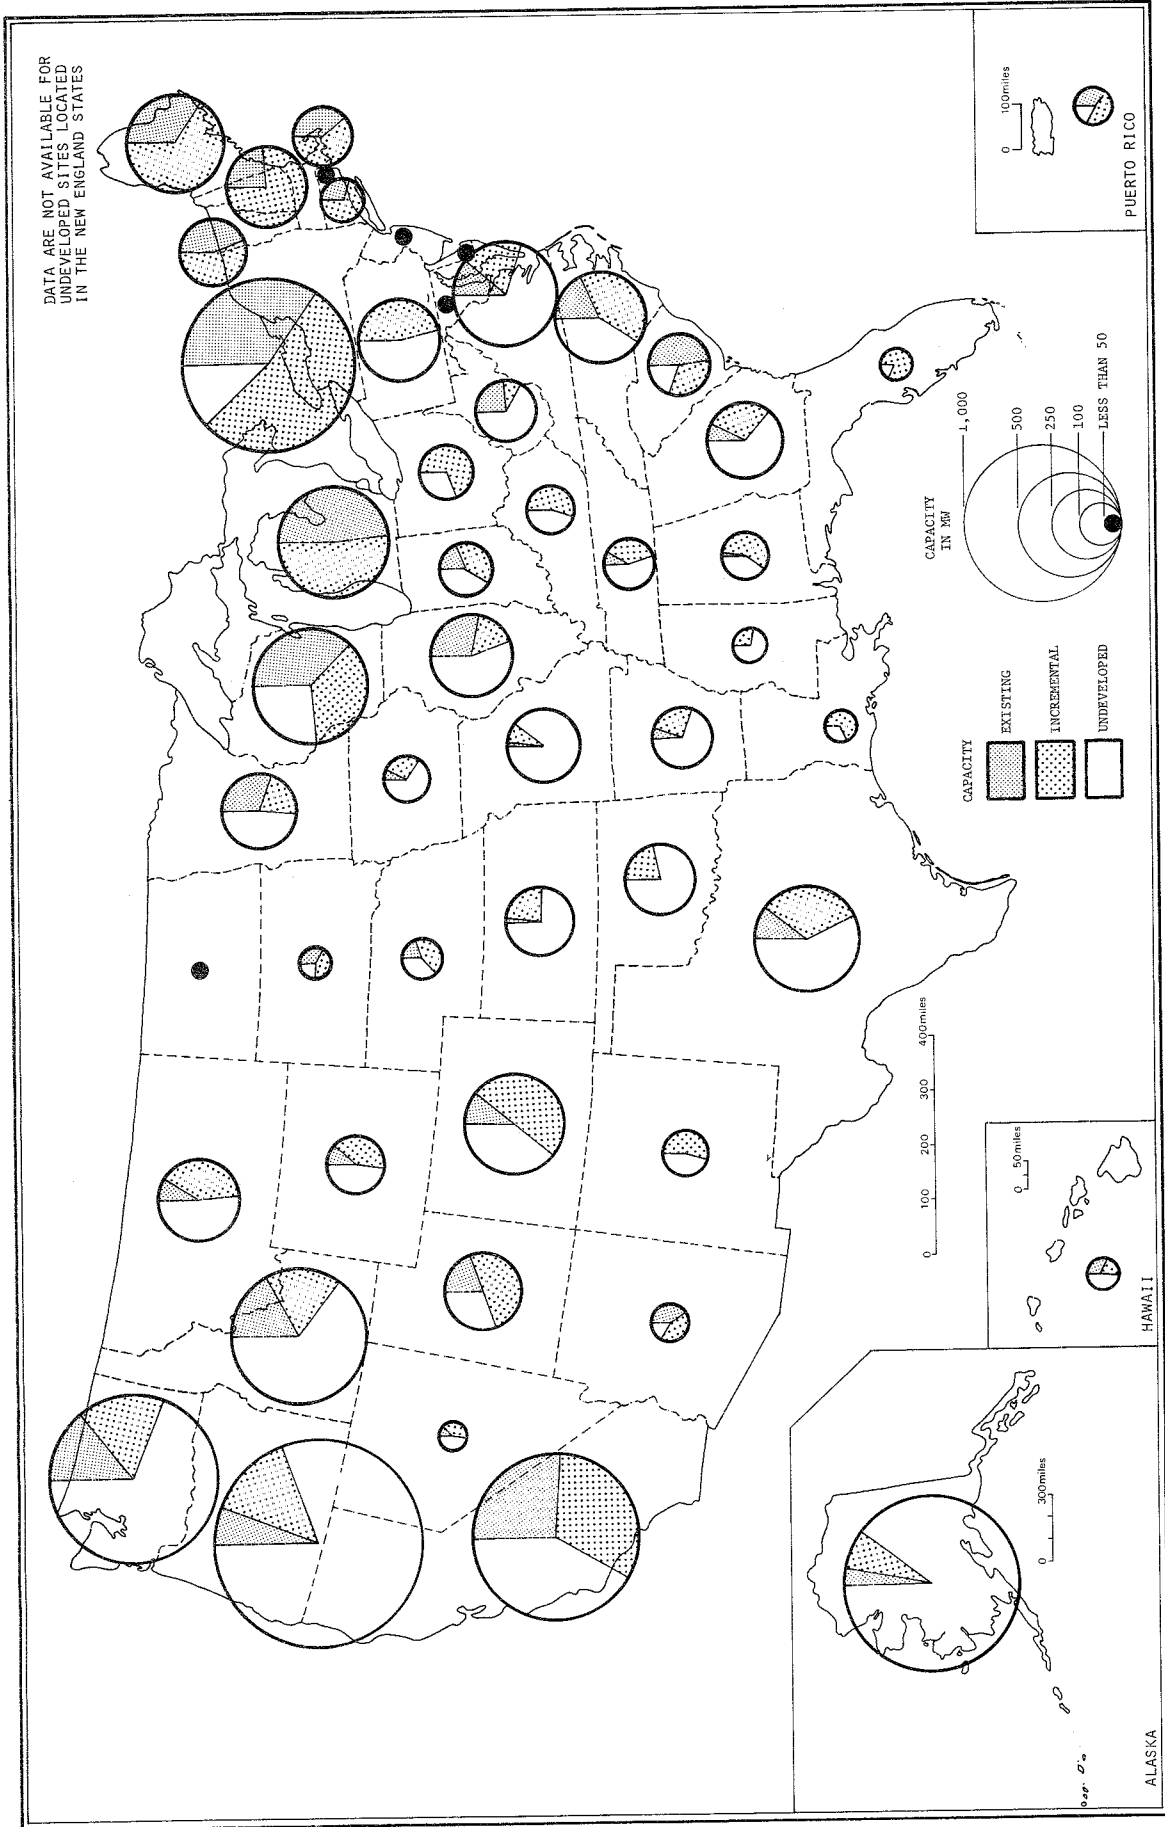 DATA ARE NOT AVAILABLE FOR
UNDEVELOPED SITES LOCATED
IN THE NEW ENGLAND STATES
0 100miles
PUERTO RICO
CAPACITY
IN MW
1,000
500
250
100
LESS THAN 50
CAPACITY
EXISTING
INCREMENTAL
UNDEVELOPED
0 100 200 300 400miles
0 50miles
HAWAII
0 300miles
ALASKA